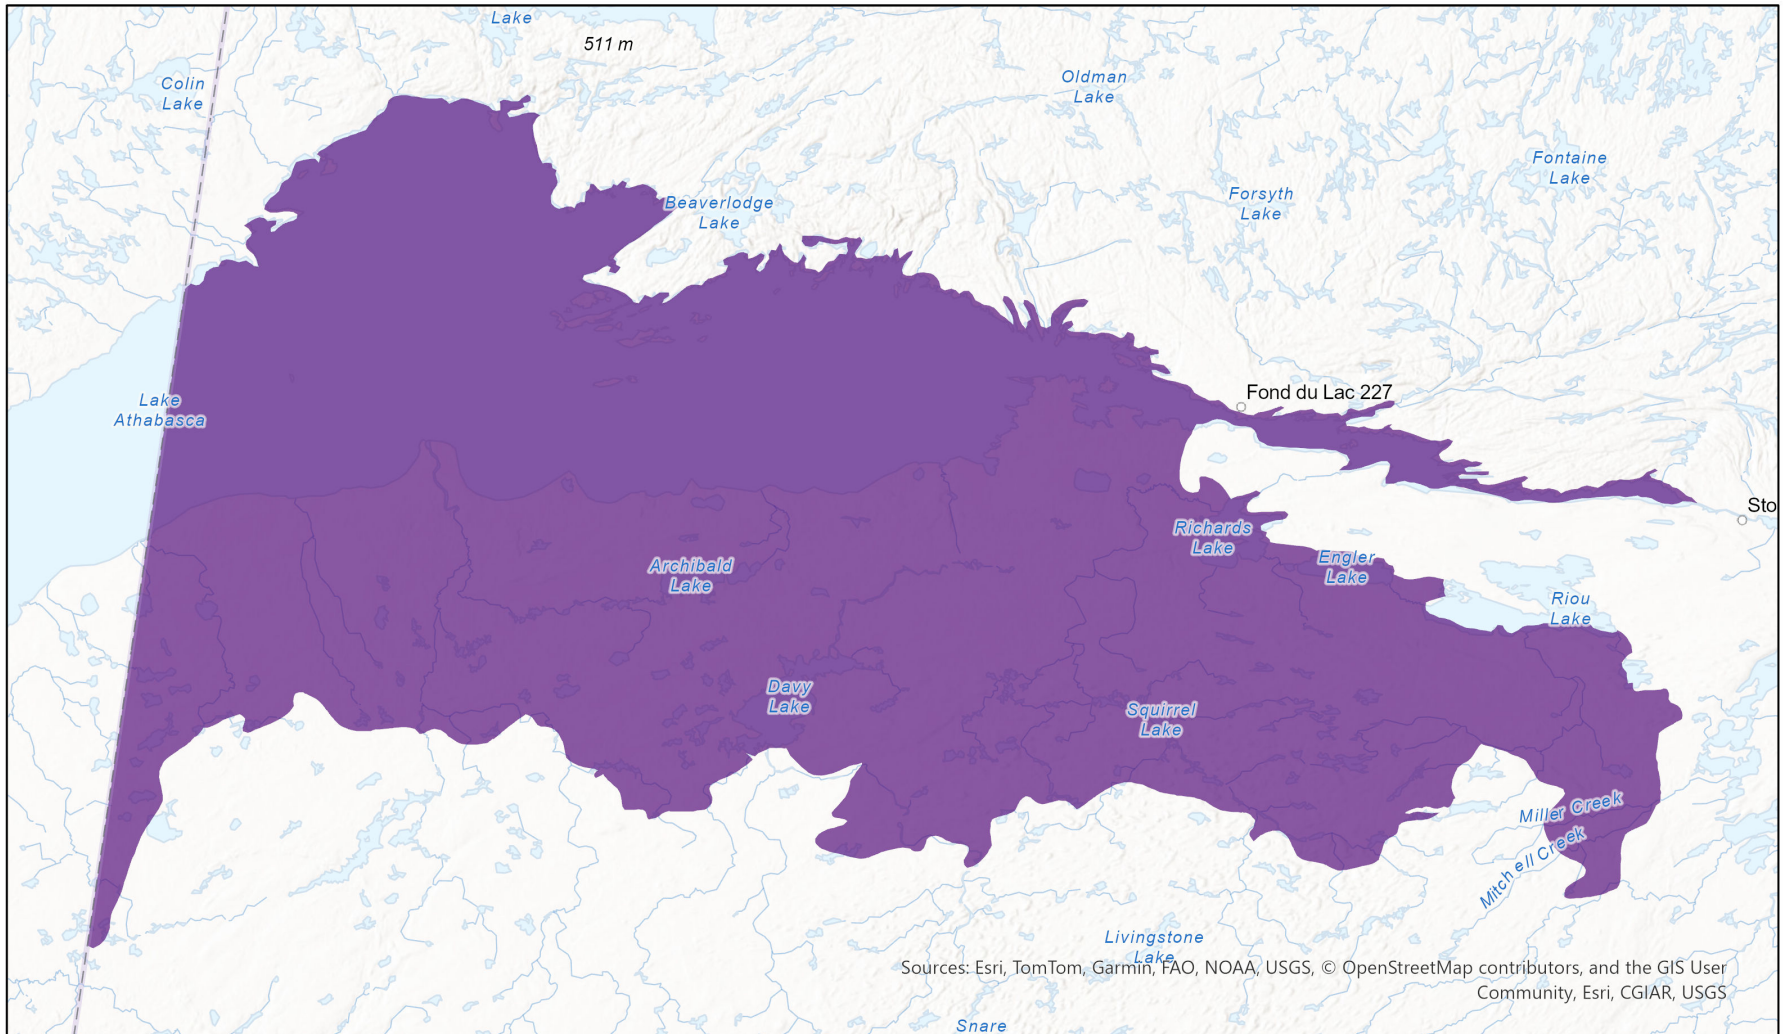 Lake
511 m
Colin
Lake
Oldman
Lake
Fontaine
Lake
Beaverlodge
Lake
Forsyth
Lake
Fond du Lac 227
Lake
Athabasca
Sto
Richards
Lake
Archibald
Lake
Engler
Lake
Riou
Lake
Davy
Lake
Squirrel
Lake
Miller Creek
Mitchell Creek
Livingstone
Lake
Sources: Esri, TomTom, Garmin, FAO, NOAA, USGS, © OpenStreetMap contributors, and the GIS User
Community, Esri, CGIAR, USGS
Snare